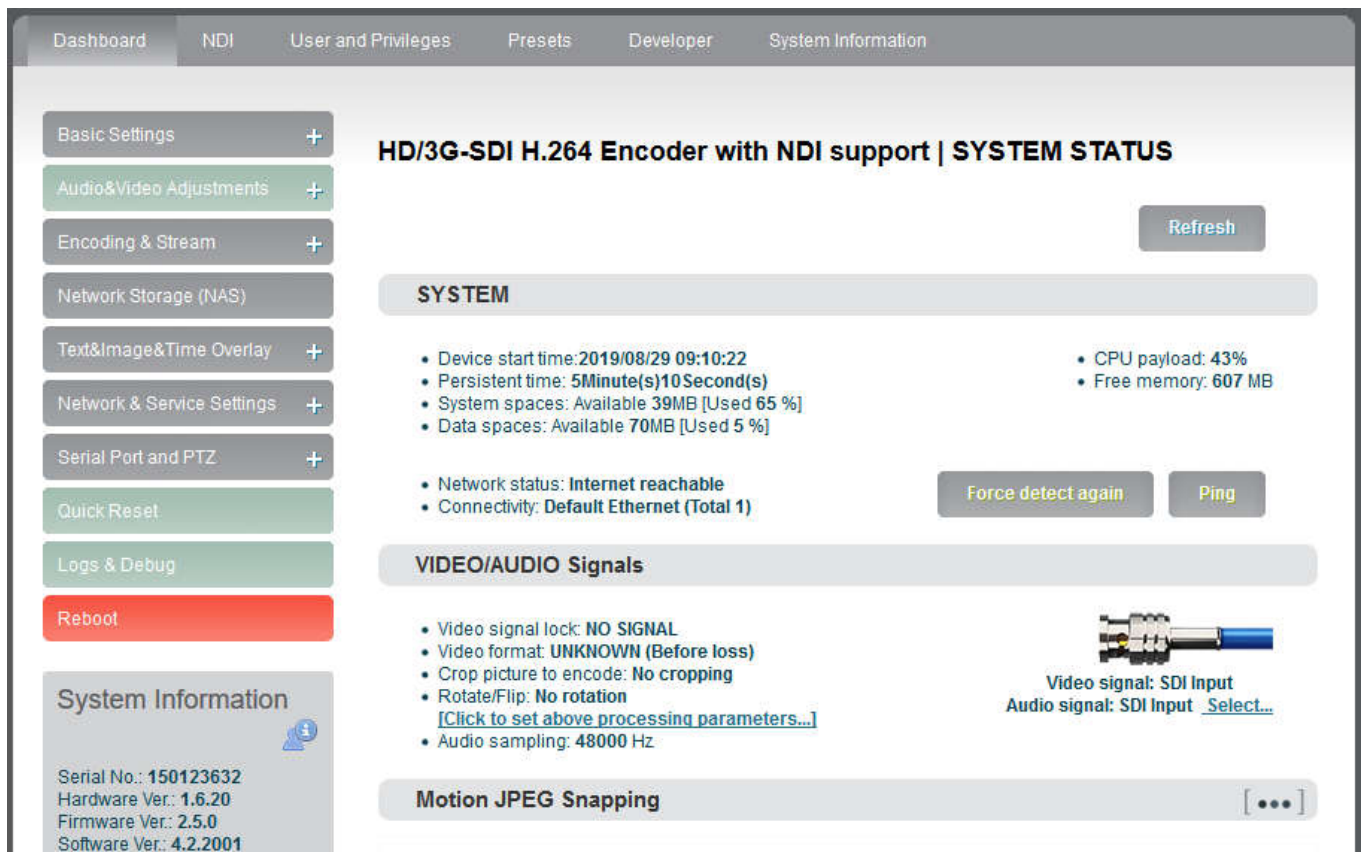 Dashboard NDI User and Privileges Presets Developer System Information
Basic Settings +
Audio&Video Adjustments +
Encoding & Stream +
Network Storage (NAS)
Text&Image&Time Overlay +
Network & Service Settings +
Serial Port and PTZ +
Quick Reset
Logs & Debug
Reboot
System Information
Serial No.: 150123632
Hardware Ver.: 1.6.20
Firmware Ver.: 2.5.0
Software Ver.: 4.2.2001
HD/3G-SDI H.264 Encoder with NDI support | SYSTEM STATUS
Refresh
SYSTEM
• Device start time:2019/08/29 09:10:22
• Persistent time: 5Minute(s)10Second(s)
• System spaces: Available 39MB [Used 65 %]
• Data spaces: Available 70MB [Used 5 %]
• CPU payload: 43%
• Free memory: 607 MB
• Network status: Internet reachable
• Connectivity: Default Ethernet (Total 1)
Force detect again Ping
VIDEO/AUDIO Signals
• Video signal lock: NO SIGNAL
• Video format: UNKNOWN (Before loss)
• Crop picture to encode: No cropping
• Rotate/Flip: No rotation
[Click to set above processing parameters...]
• Audio sampling: 48000 Hz
Video signal: SDI Input
Audio signal: SDI Input Select...
Motion JPEG Snapping [•••]